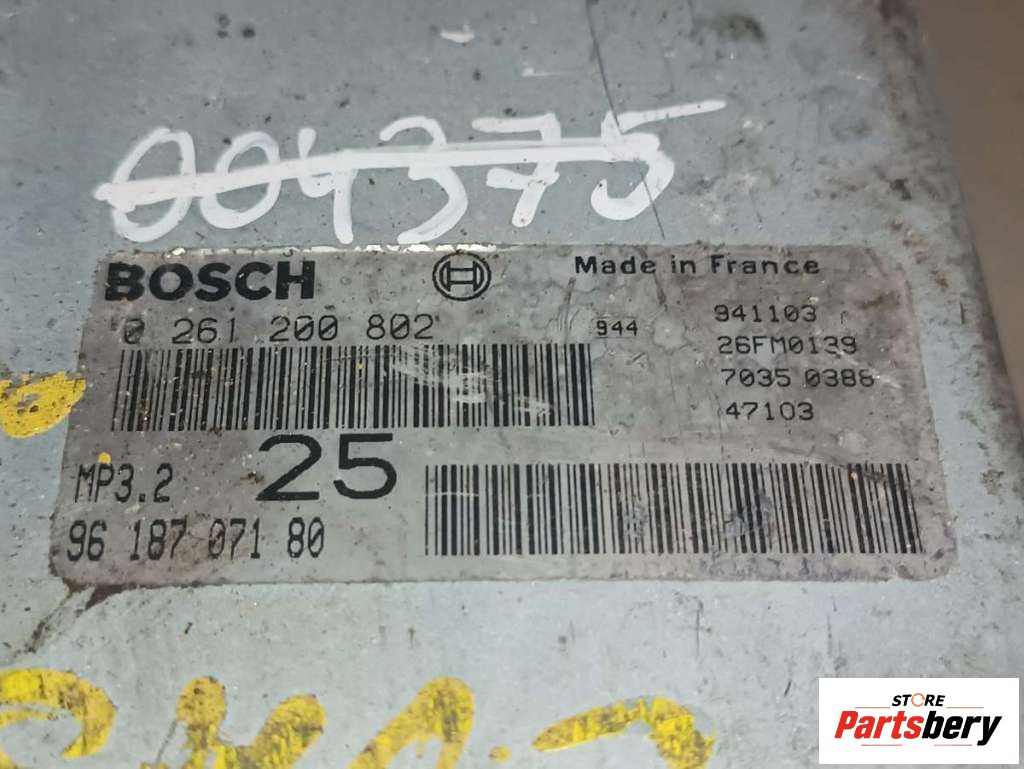 004375
BOSCH Made in France
0 261 200 802 944 941103
26FM0139
7035 0386
47103
MP3.2 25
96 187 071 80
STORE
Partsbery